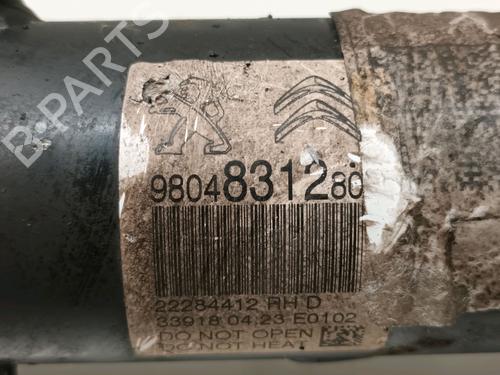 B-PARTS
9804831280
22284412 RH D
33918 04 23 E0102
DO NOT OPEN
DO NOT HEAT